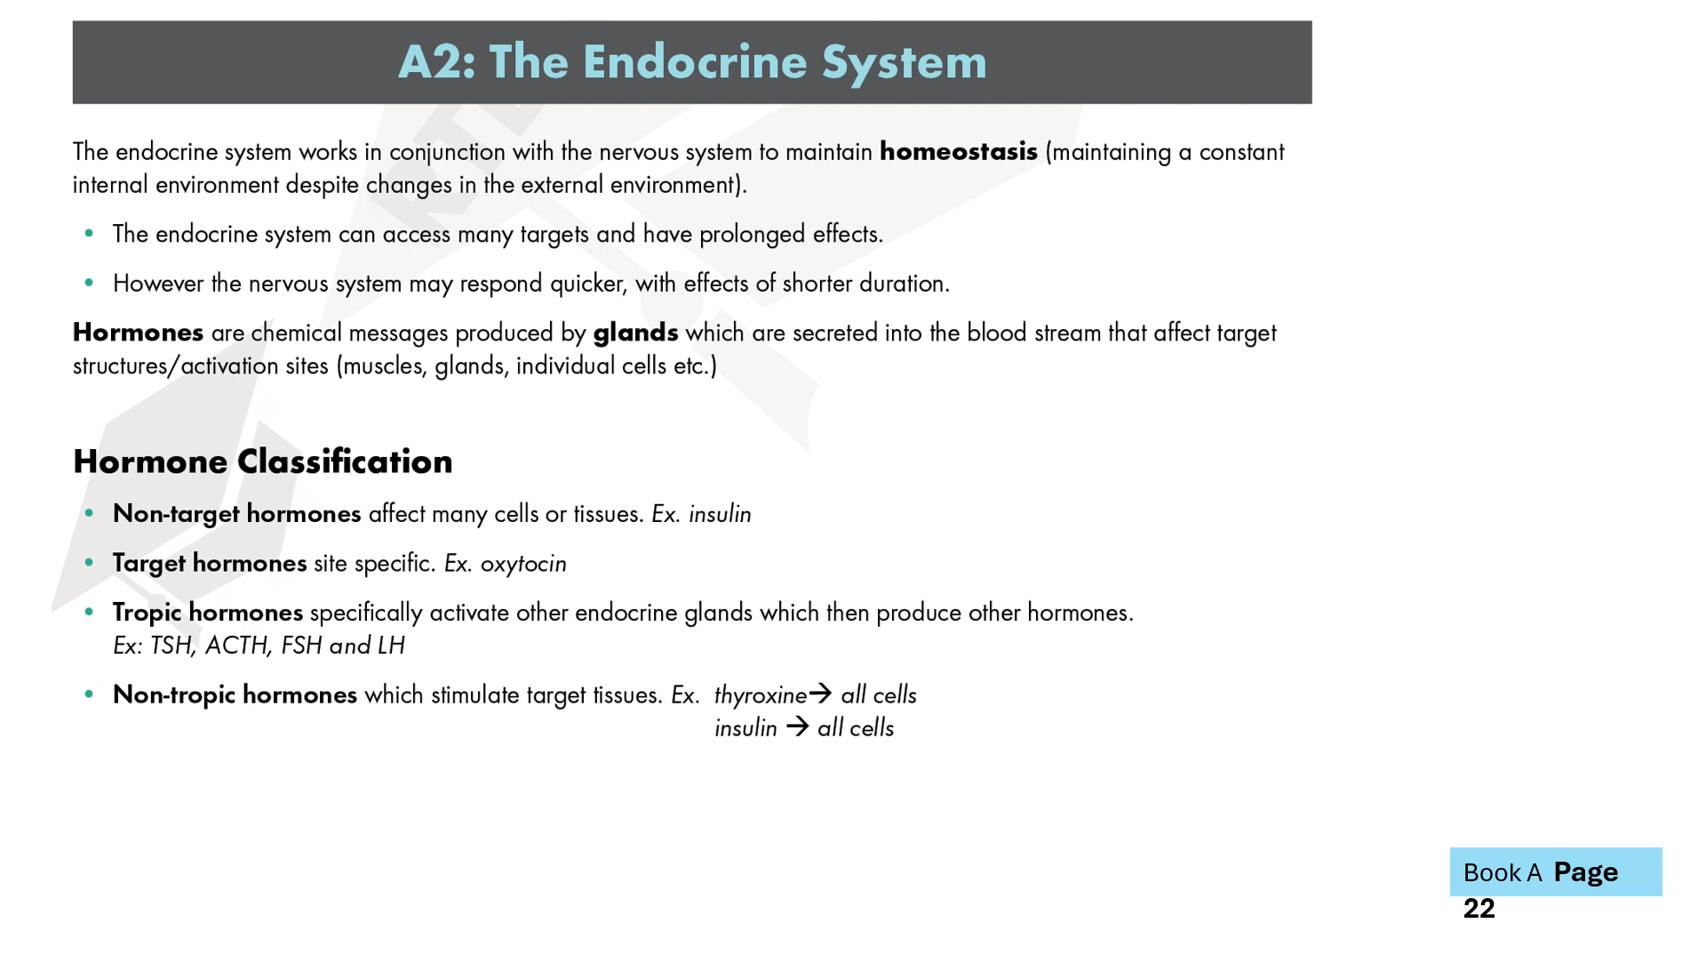 A2: The Endocrine System
The endocrine system works in conjunction with the nervous system to maintain homeostasis (maintaining a constant
internal environment despite changes in the external environment).
• The endocrine system can access many targets and have prolonged effects.
• However the nervous system may respond quicker, with effects of shorter duration.
Hormones are chemical messages produced by glands which are secreted into the blood stream that affect target
structures/activation sites (muscles, glands, individual cells etc.)
Hormone Classification
• Non-target hormones affect many cells or tissues. Ex. insulin
• Target hormones site specific. Ex. oxytocin
• Tropic hormones specifically activate other endocrine glands which then produce other hormones.
Ex: TSH, ACTH, FSH and LH
• Non-tropic hormones which stimulate target tissues. Ex. thyroxine→ all cells
insulin → all cells
Book A Page
22